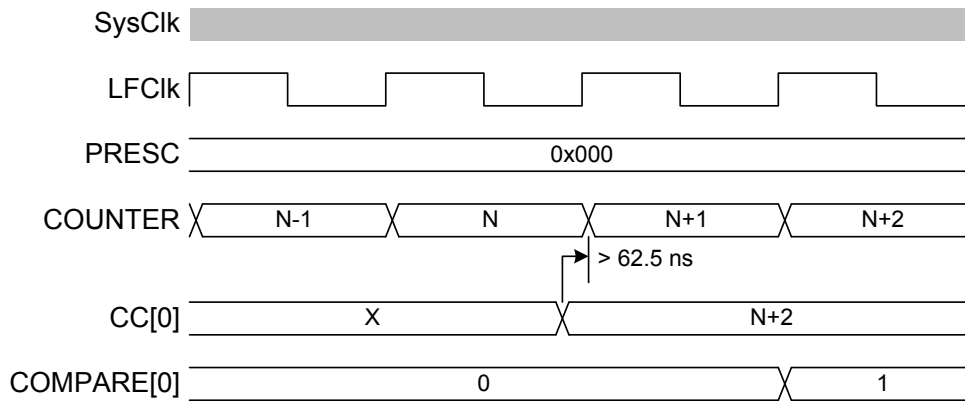 SysClk
LFClk
PRESC 0x000
COUNTER N-1 N N+1 N+2
> 62.5 ns
CC[0] X N+2
COMPARE[0] 0 1